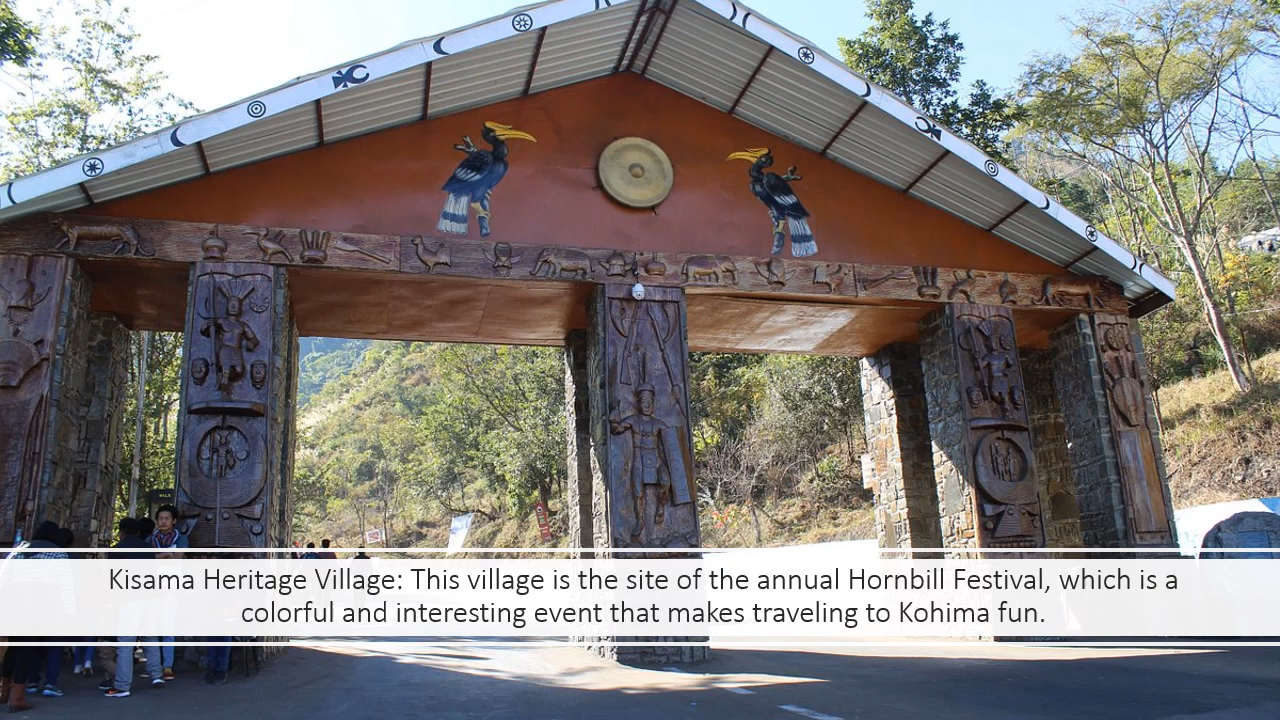 Kisama Heritage Village: This village is the site of the annual Hornbill Festival, which is a
colorful and interesting event that makes traveling to Kohima fun.